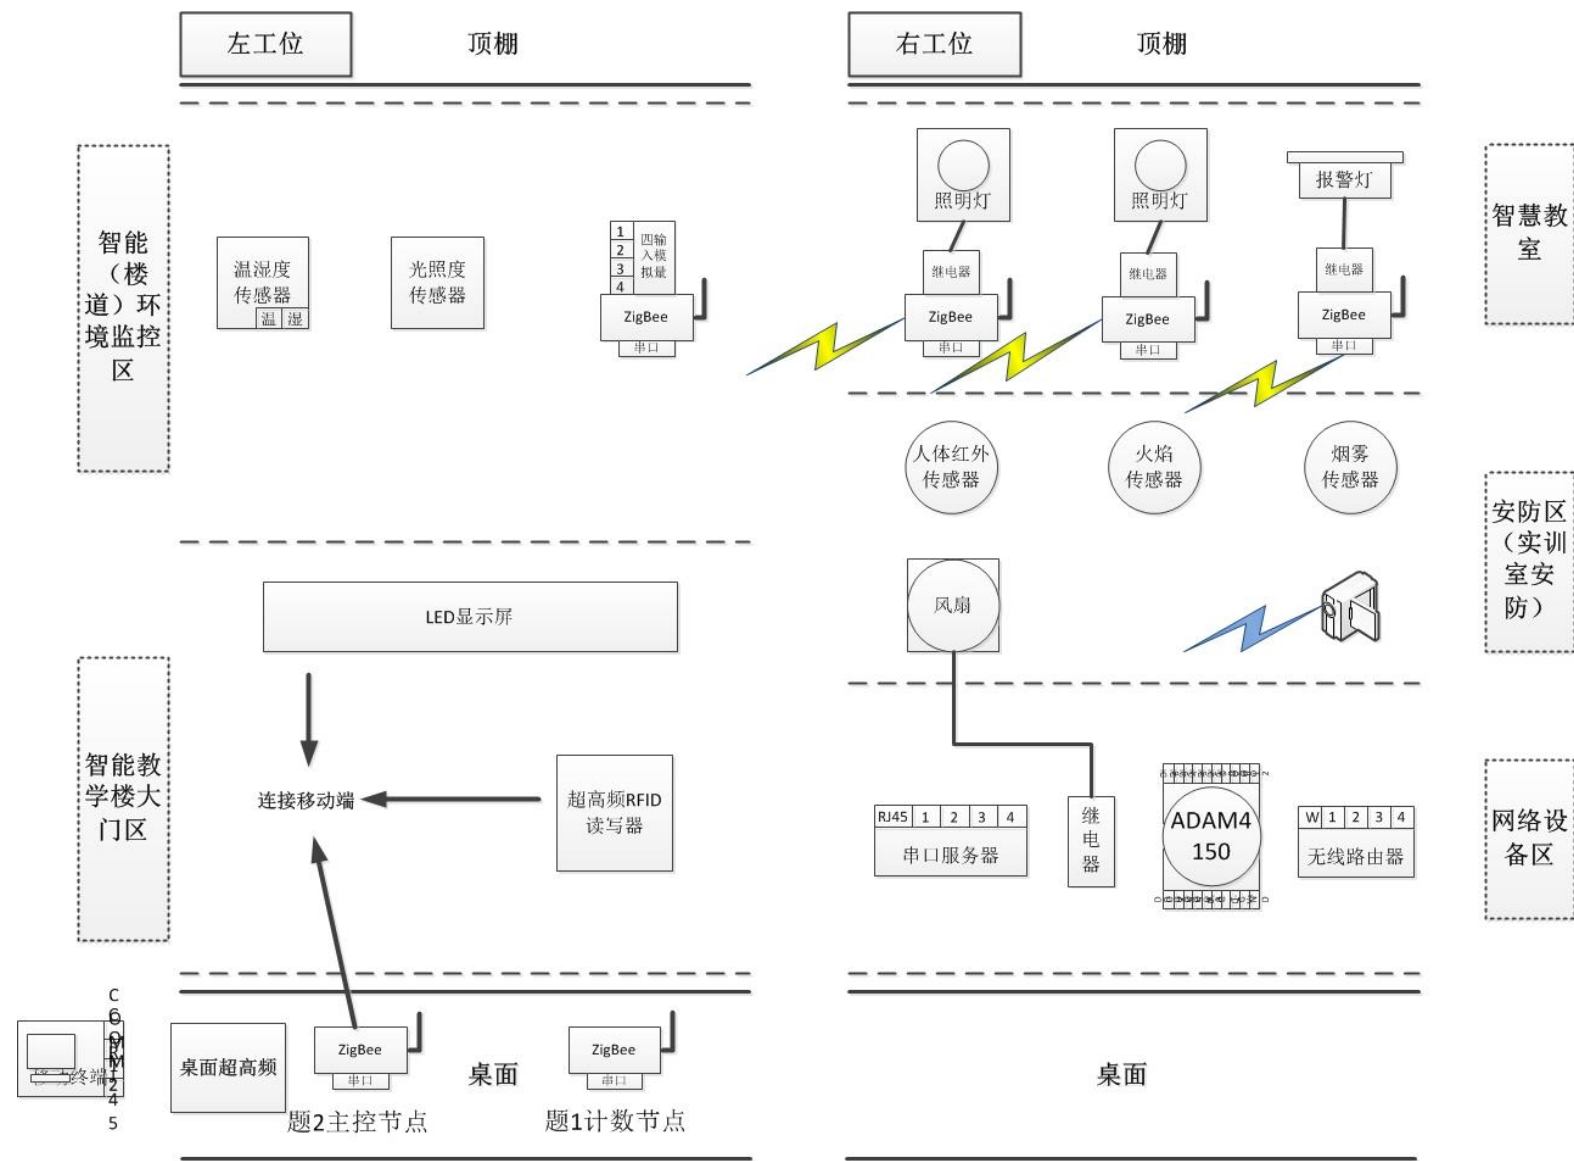 左工位
顶棚
右工位
顶棚
智能
（楼
道）环
境监控
区
温湿度
传感器
温 湿
光照度
传感器
1
2
3
4
四输
入模
拟量
ZigBee
串口
照明灯
继电器
ZigBee
串口
照明灯
继电器
ZigBee
串口
报警灯
继电器
ZigBee
串口
智慧教
室
人体红外
传感器
火焰
传感器
烟雾
传感器
风扇
安防区
（实训
室安
防）
LED显示屏
智能教
学楼大
门区
连接移动端
超高频RFID
读写器
RJ45 1 2 3 4
串口服务器
继
电
器
ADAM4
150
W 1 2 3 4
无线路由器
网络设
备区
移动终端
桌面超高频
ZigBee
串口
题2主控节点
桌面
ZigBee
串口
题1计数节点
桌面